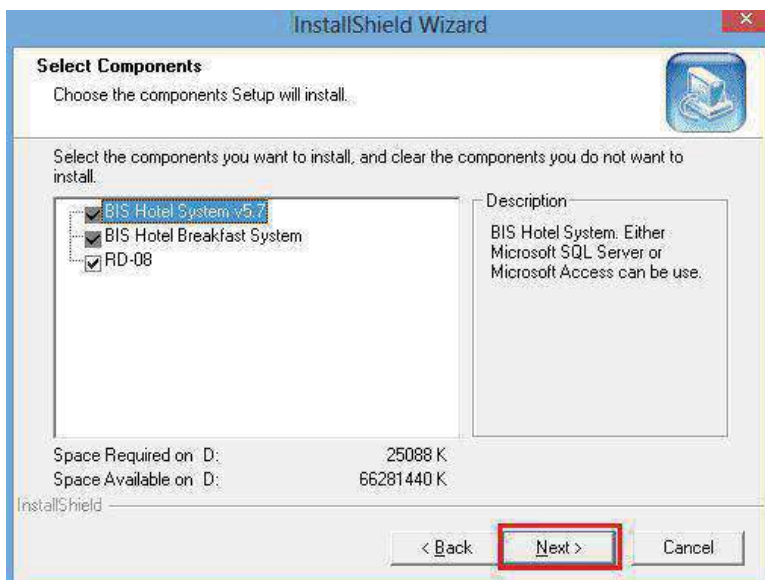 InstallShield Wizard
Select Components
Choose the components Setup will install.
Select the components you want to install, and clear the components you do not want to
install.
BIS Hotel System v5.7
BIS Hotel Breakfast System
RD-08
Description
BIS Hotel System. Either
Microsoft SQL Server or
Microsoft Access can be use.
Space Required on D: 25088 K
Space Available on D: 66281440 K
InstallShield
< Back Next > Cancel